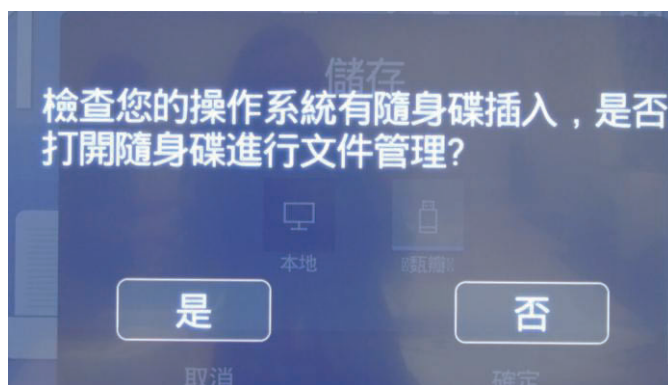 儲存
檢查您的操作系統有隨身碟插入，是否
打開隨身碟進行文件管理?
本地
是
否
取消
確定